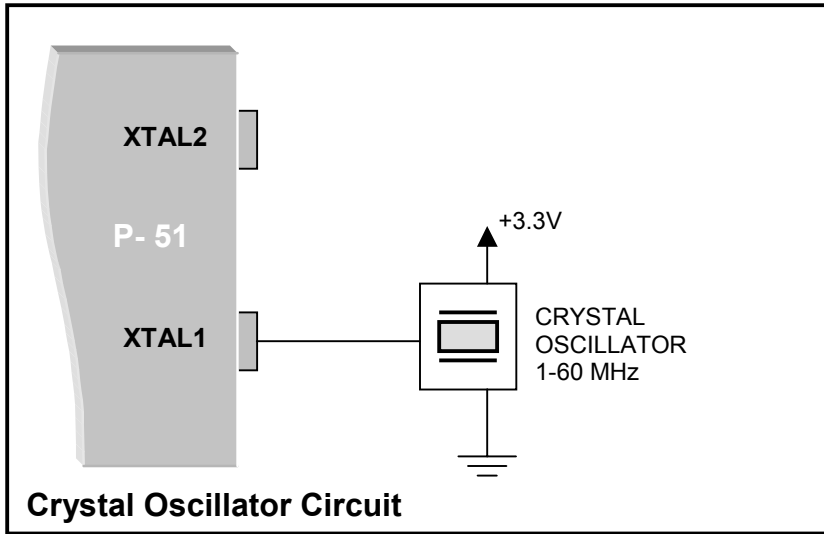 XTAL2
P- 51
+3.3V
XTAL1
CRYSTAL
OSCILLATOR
1-60 MHz
Crystal Oscillator Circuit